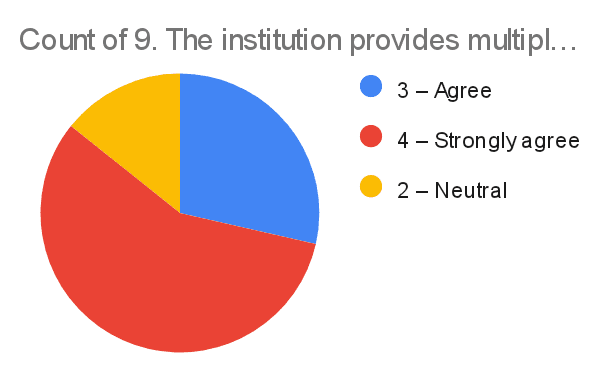 Count of 9. The institution provides multipl…
3 – Agree
4 – Strongly agree
2 – Neutral